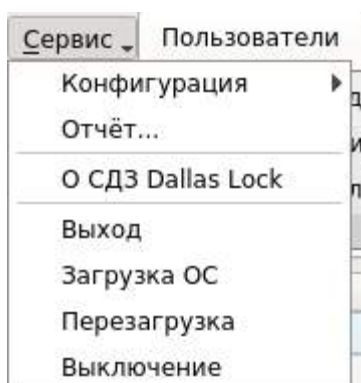 Сервис Пользователи
Конфигурация
Отчёт...
О СДЗ Dallas Lock
Выход
Загрузка ОС
Перезагрузка
Выключение